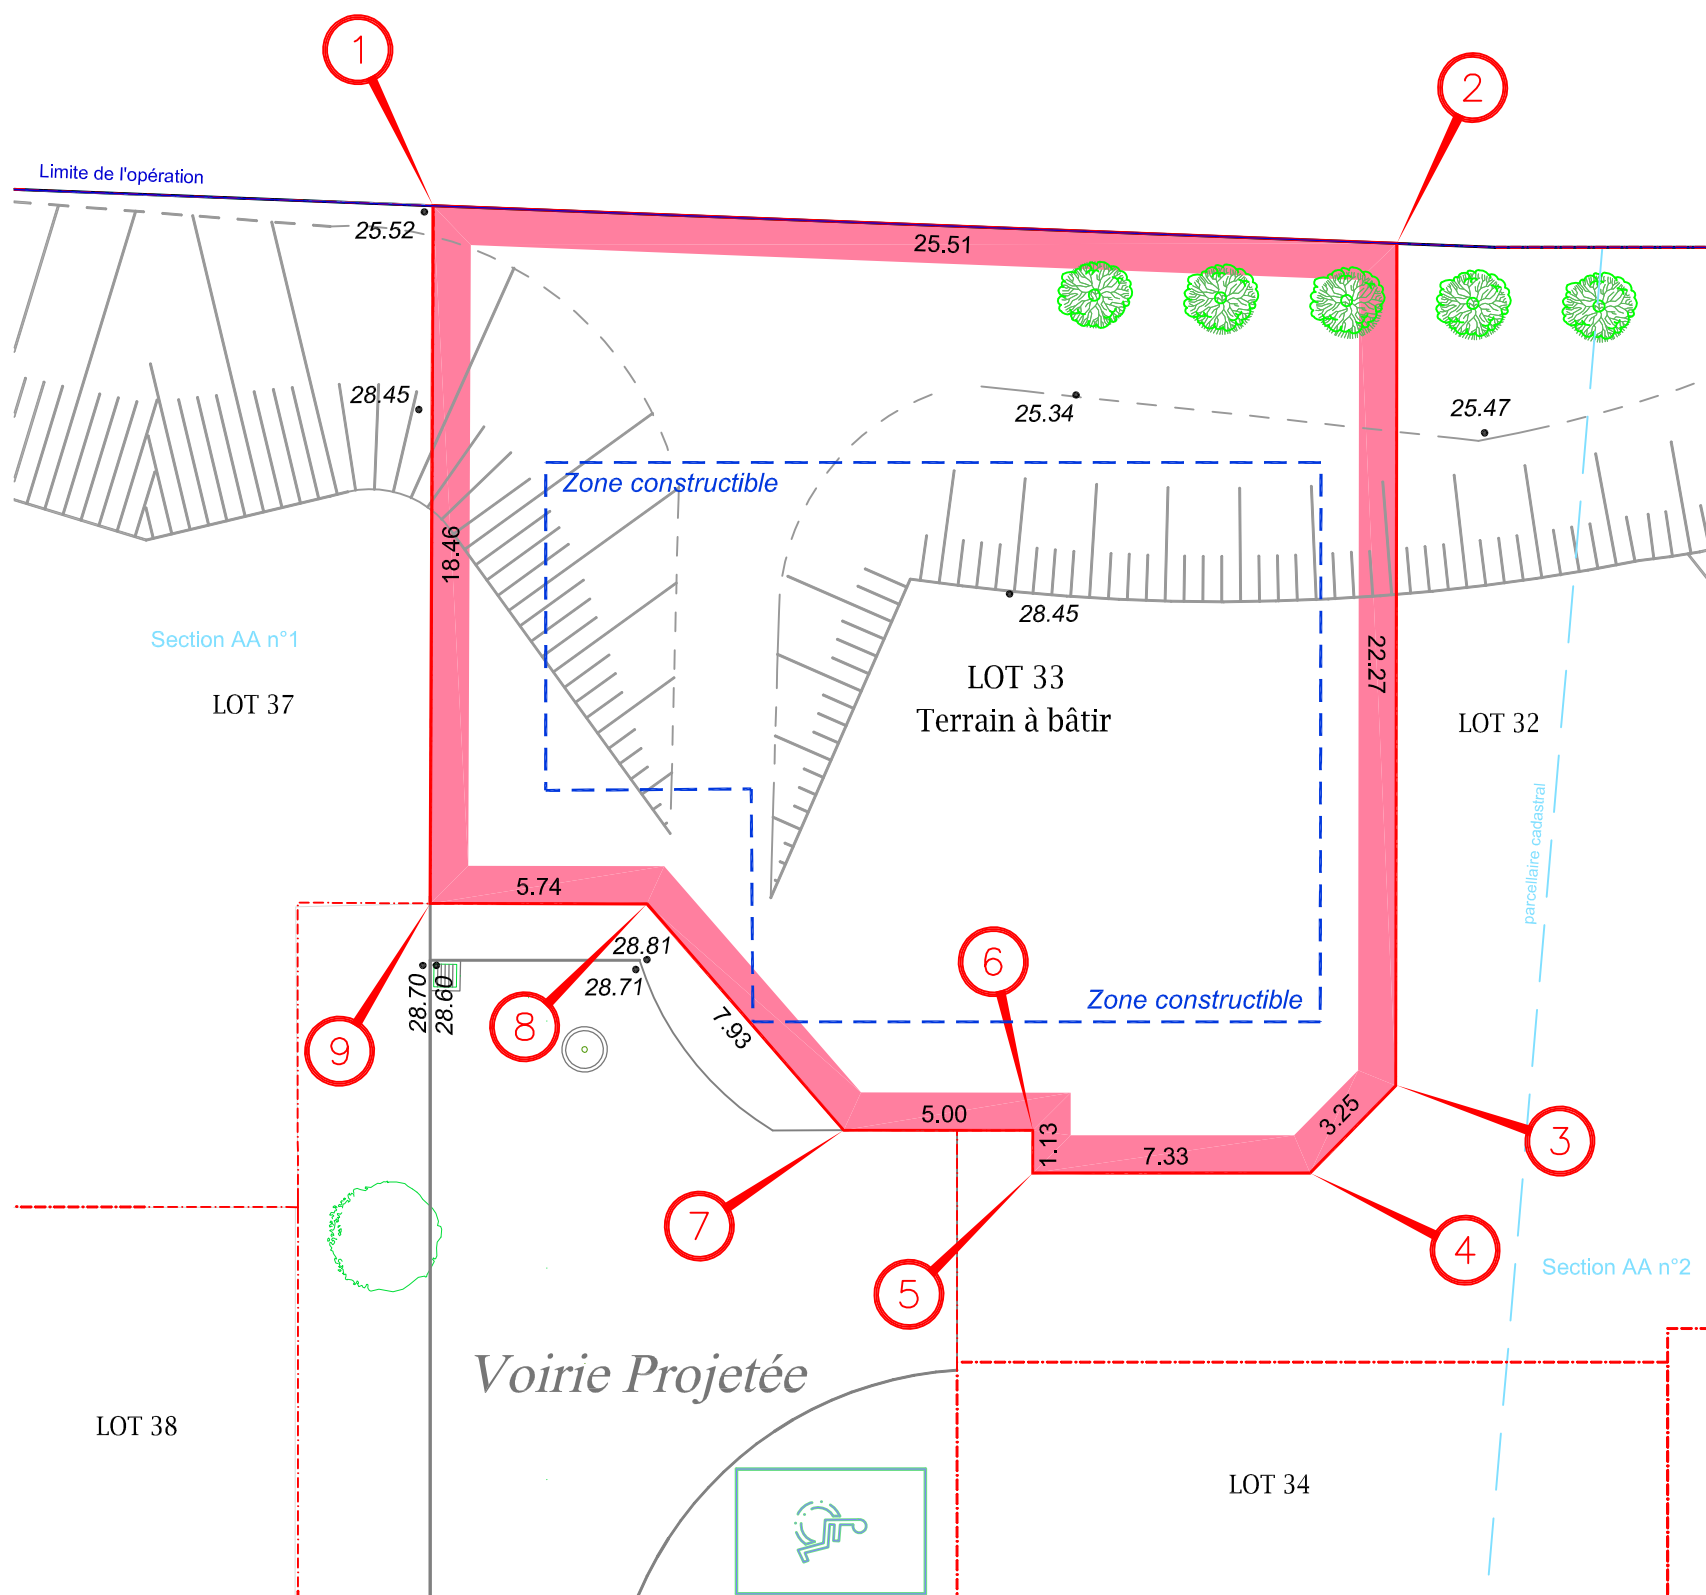 1
2
Limite de l'opération
25.52
25.51
28.45
25.34
25.47
Zone constructible
18.46
28.45
Section AA n°1
22.27
LOT 33
LOT 37
Terrain à bâtir
LOT 32
parcellaire cadastral
5.74
28.81
6
28.71
28.70
28.60
Zone constructible
8
7.93
9
5.00
1.13
3.25
3
7.33
7
4
5
Section AA n°2
Voirie Projetée
LOT 38
LOT 34